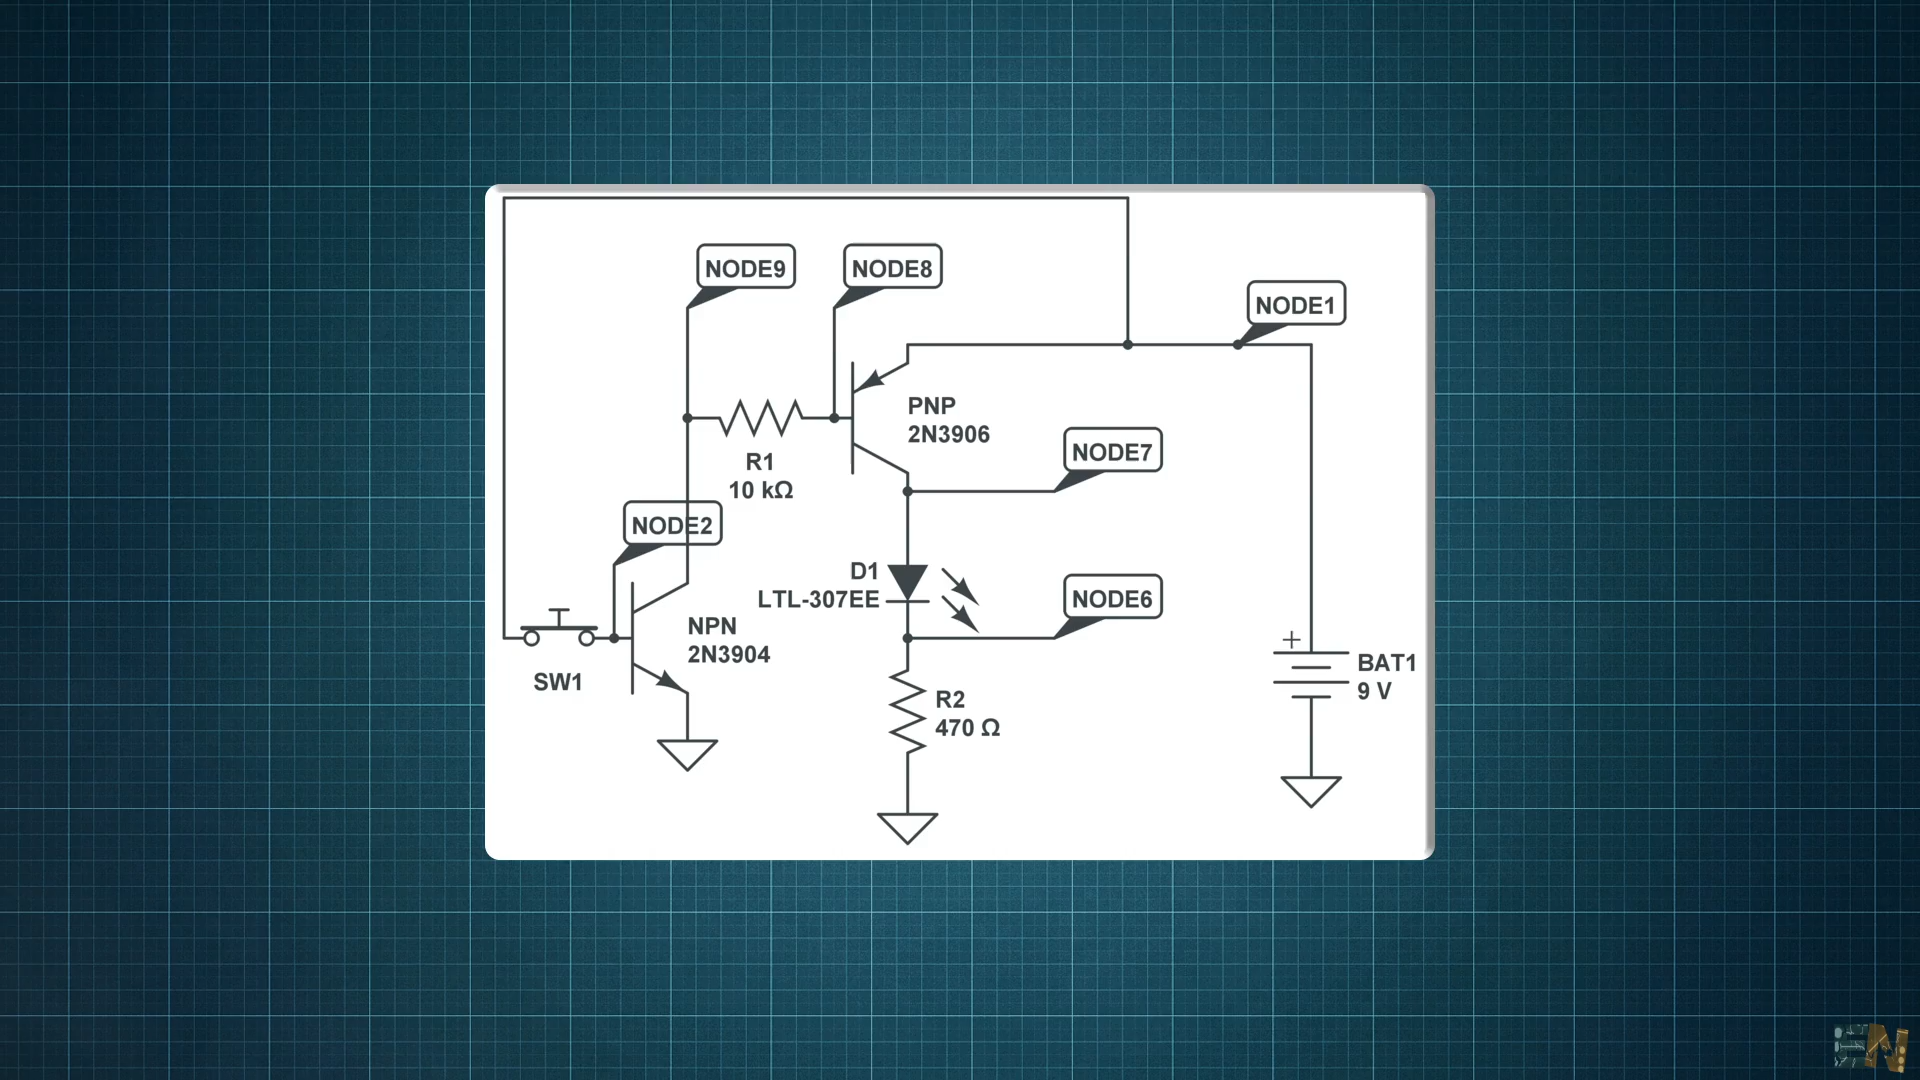 NODE9
NODE8
NODE1
PNP
2N3906
NODE7
R1
10 kΩ
NODE2
D1
LTL-307EE
NODE6
NPN
2N3904
SW1
+
BAT1
9 V
R2
470 Ω
EN